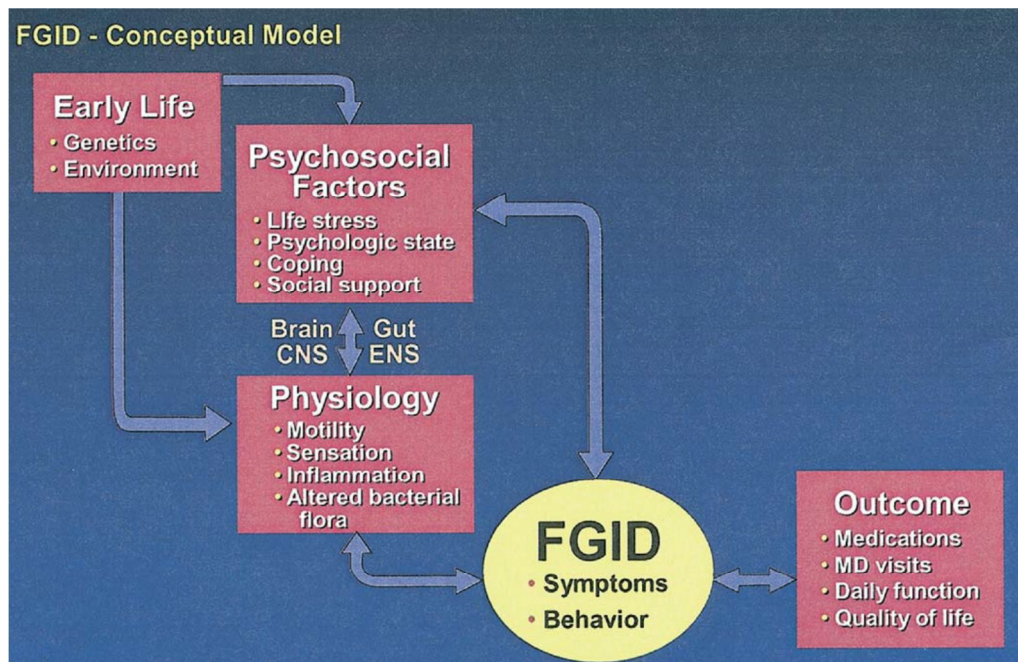 FGID - Conceptual Model
Early Life
• Genetics
• Environment
Psychosocial
Factors
• LIfe stress
• Psychologic state
• Coping
• Social support
Brain Gut
CNS ENS
Physiology
• Motility
• Sensation
• Inflammation
• Altered bacterial
flora
FGID
• Symptoms
• Behavior
Outcome
• Medications
• MD visits
• Daily function
• Quality of life